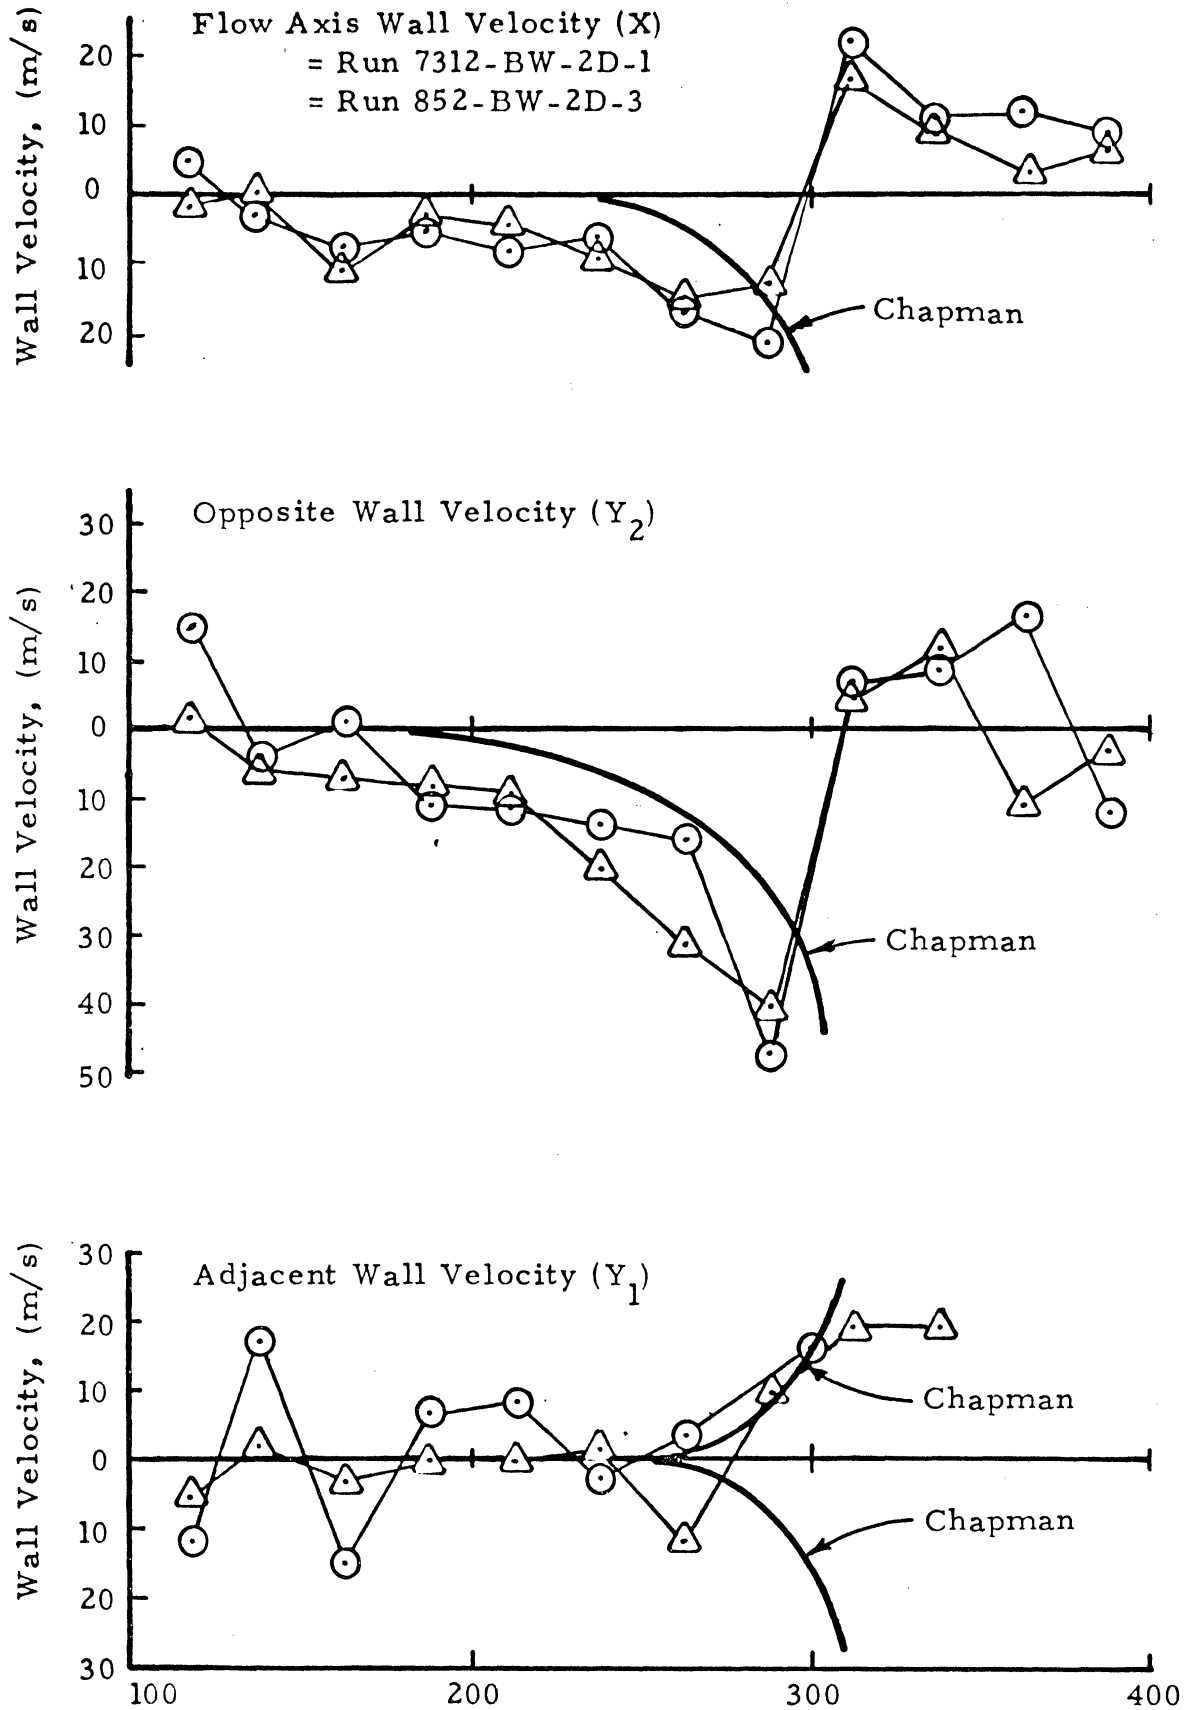 Flow Axis Wall Velocity (X)
= Run 7312-BW-2D-1
= Run 852-BW-2D-3
Wall Velocity, (m/s)
20
10
0
10
20
Chapman
Opposite Wall Velocity (Y2)
Wall Velocity, (m/s)
30
20
10
0
10
20
30
40
50
Chapman
Adjacent Wall Velocity (Y1)
Wall Velocity, (m/s)
30
20
10
0
10
20
30
Chapman
Chapman
100 200 300 400